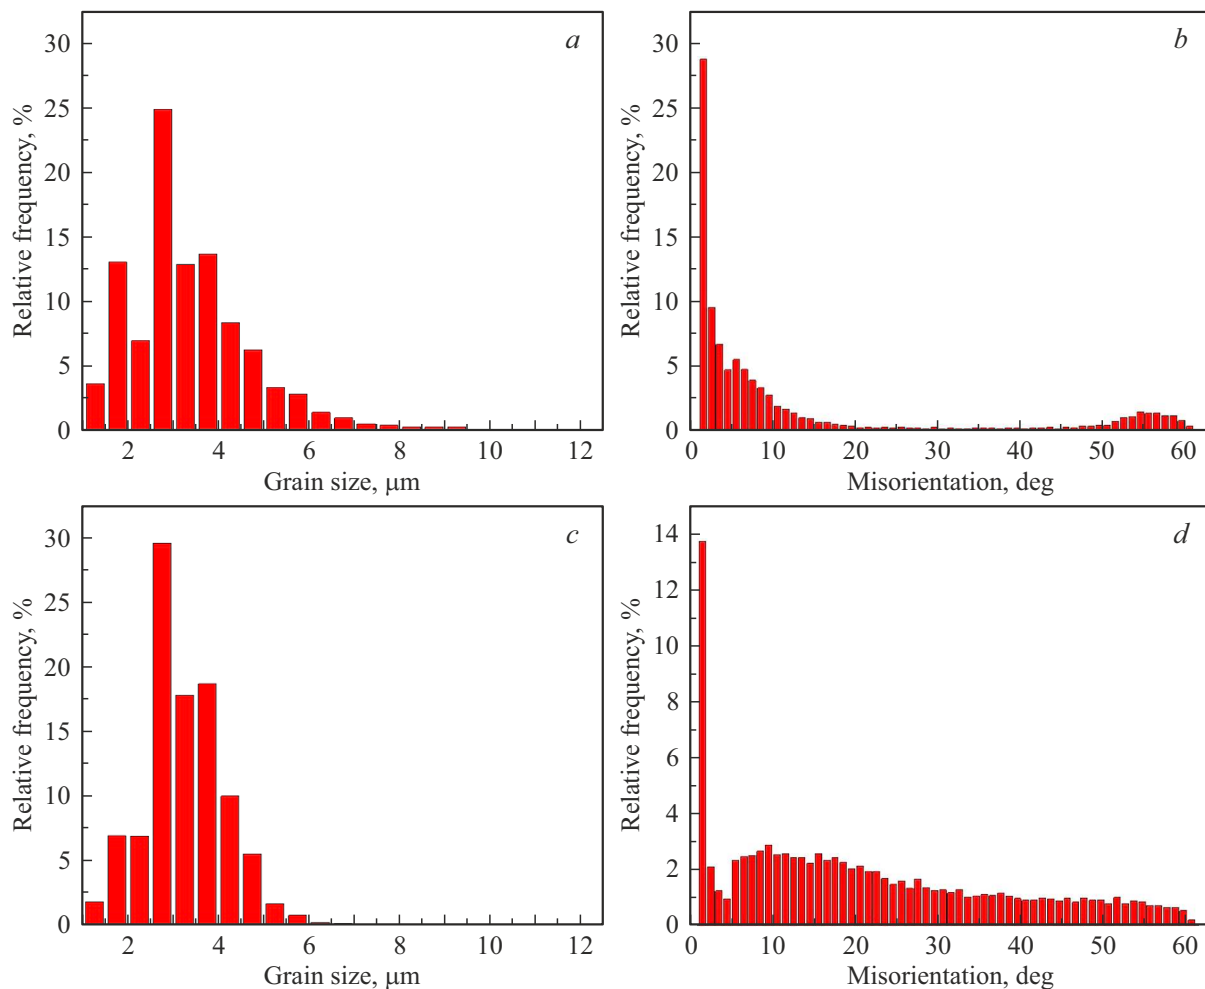 a
30
25
20
15
10
5
0
Relative frequency, %
2 4 6 8 10 12
Grain size, μm
b
30
25
20
15
10
5
0
Relative frequency, %
0 10 20 30 40 50 60
Misorientation, deg
c
30
25
20
15
10
5
0
Relative frequency, %
2 4 6 8 10 12
Grain size, μm
d
14
12
10
8
6
4
2
0
Relative frequency, %
0 10 20 30 40 50 60
Misorientation, deg